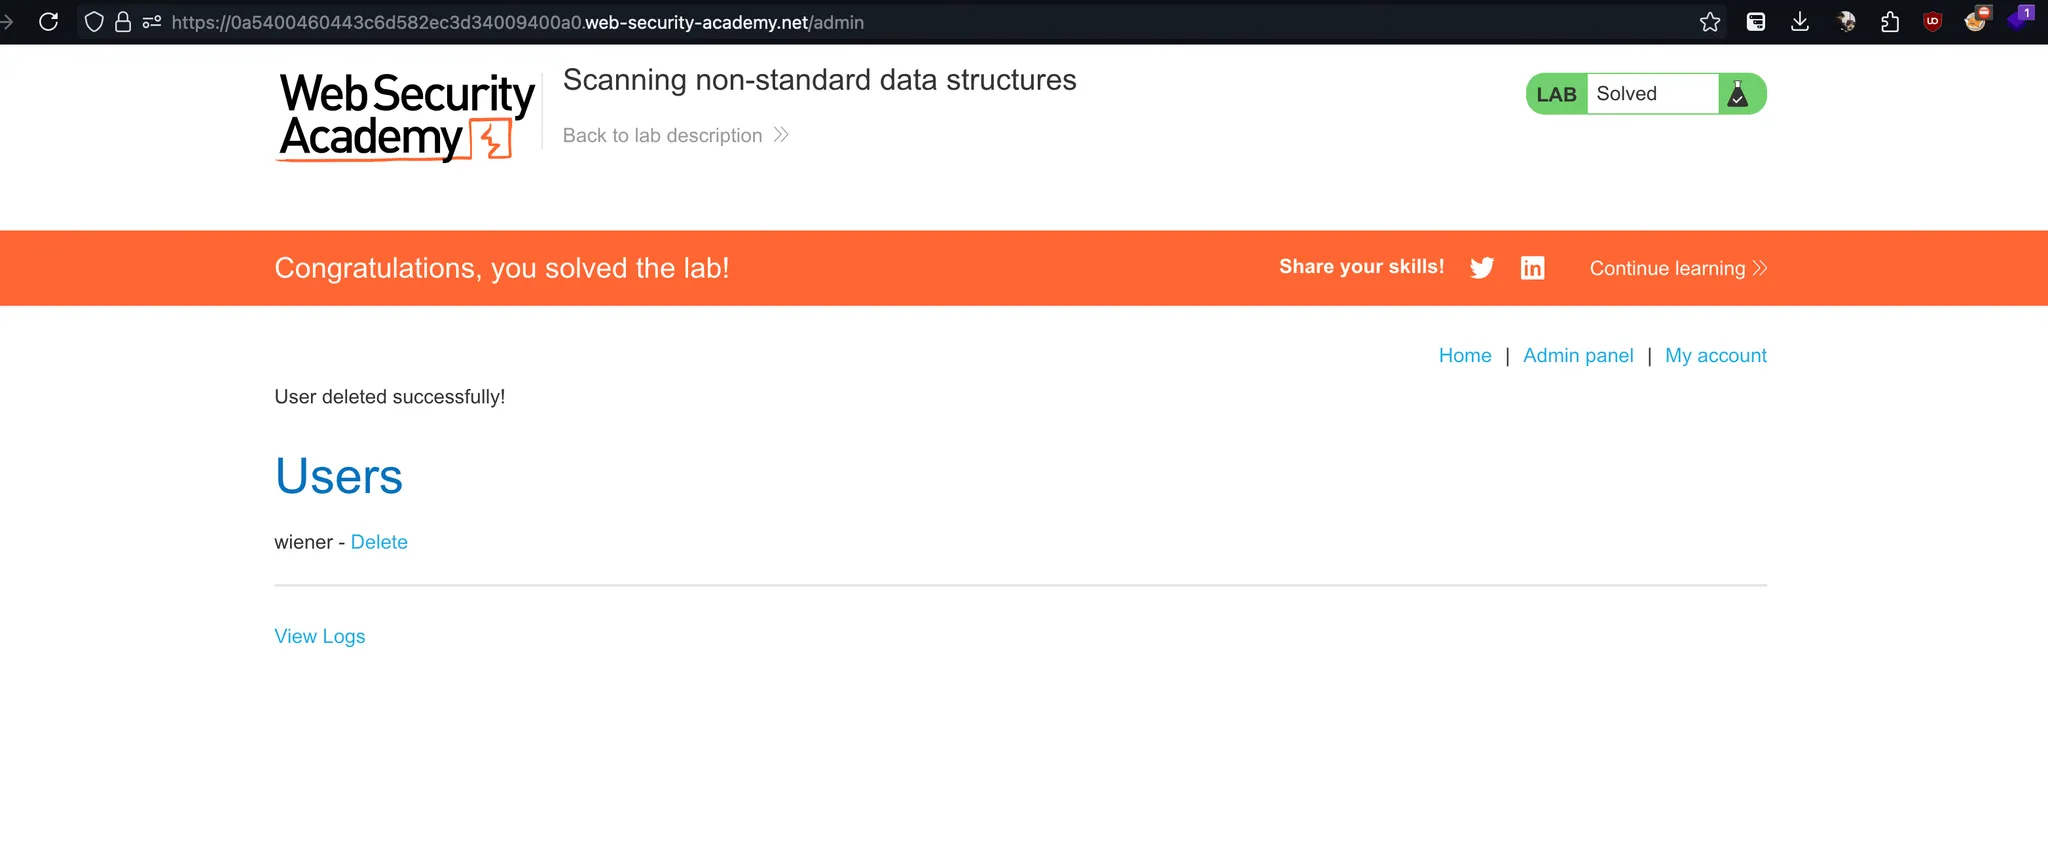 https://0a5400460443c6d582ec3d34009400a0.web-security-academy.net/admin
1
WebSecurity
Academy
Scanning non-standard data structures
Back to lab description
LAB Solved
Congratulations, you solved the lab!
Share your skills!
Continue learning
Home | Admin panel | My account
User deleted successfully!
Users
wiener - Delete
View Logs